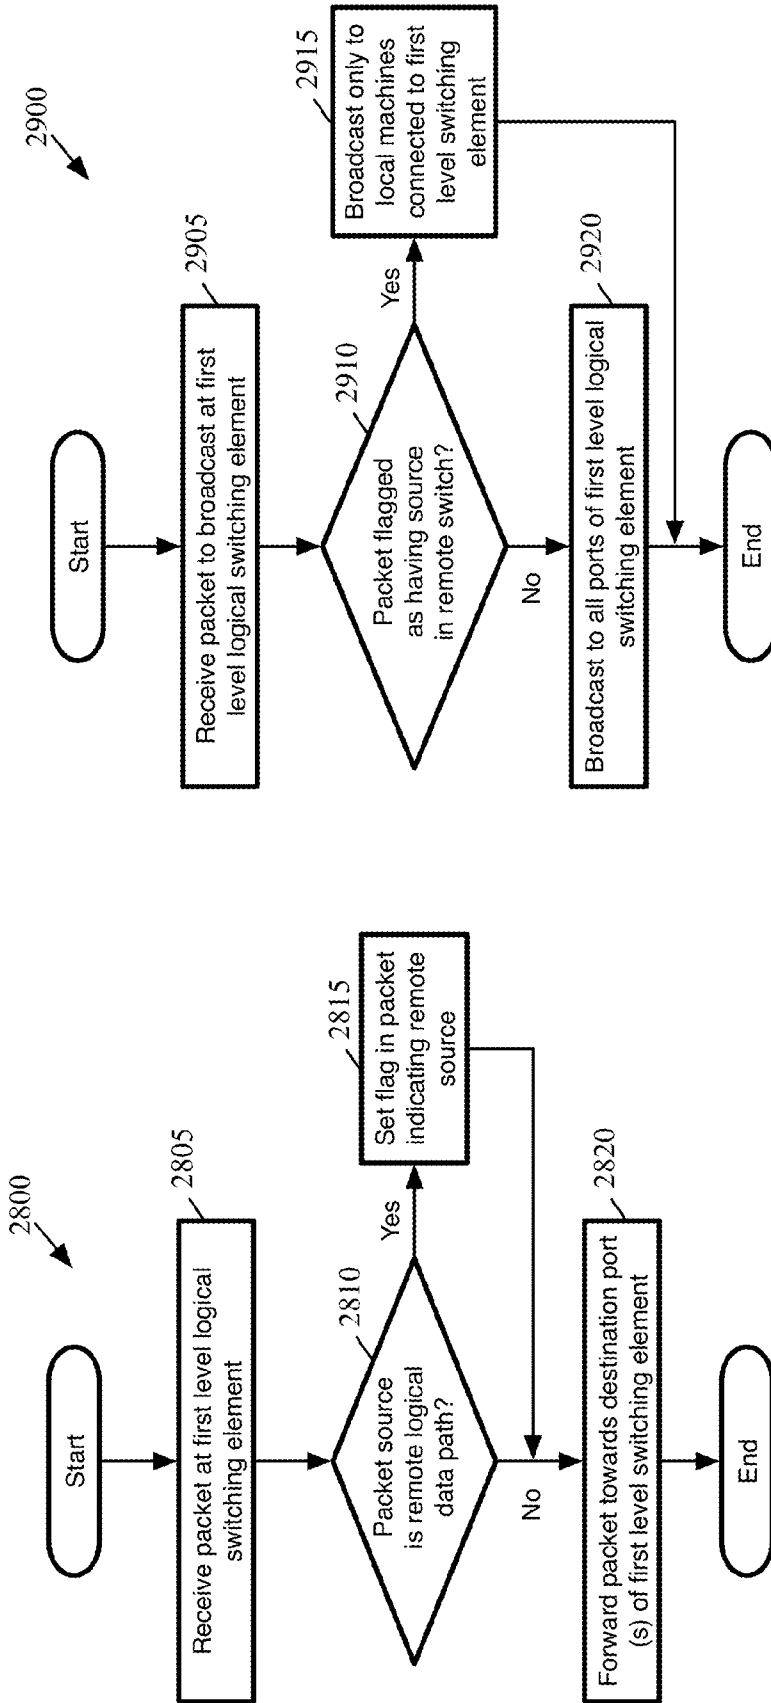 2800
Start
Receive packet at first level logical
switching element
2805
Packet source
is remote logical
data path?
2810
Yes
Set flag in packet
indicating remote
source
2815
No
Forward packet towards destination port
(s) of first level switching element
2820
End
2900
Start
Receive packet to broadcast at first
level logical switching element
2905
Packet flagged
as having source
in remote switch?
2910
Yes
Broadcast only to
local machines
connected to first
level switching
element
2915
No
Broadcast to all ports of first level logical
switching element
2920
End